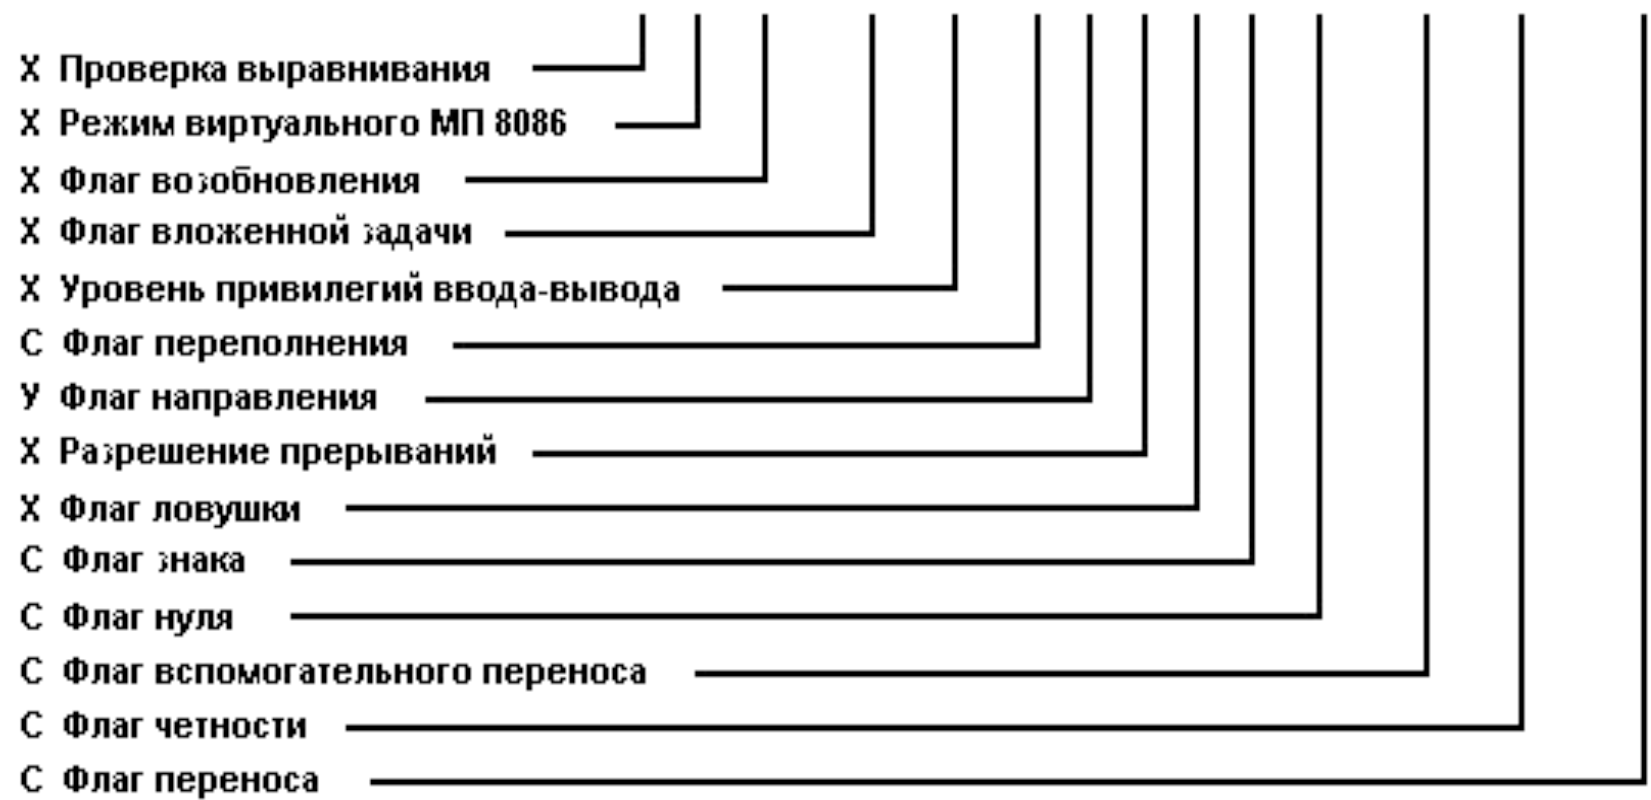 X Проверка выравнивания
X Режим виртуального МП 8086
X Флаг возобновления
X Флаг вложенной задачи
X Уровень привилегий ввода-вывода
С Флаг переполнения
У Флаг направления
X Разрешение прерываний
X Флаг ловушки
С Флаг знака
С Флаг нуля
С Флаг вспомогательного переноса
С Флаг четности
С Флаг переноса